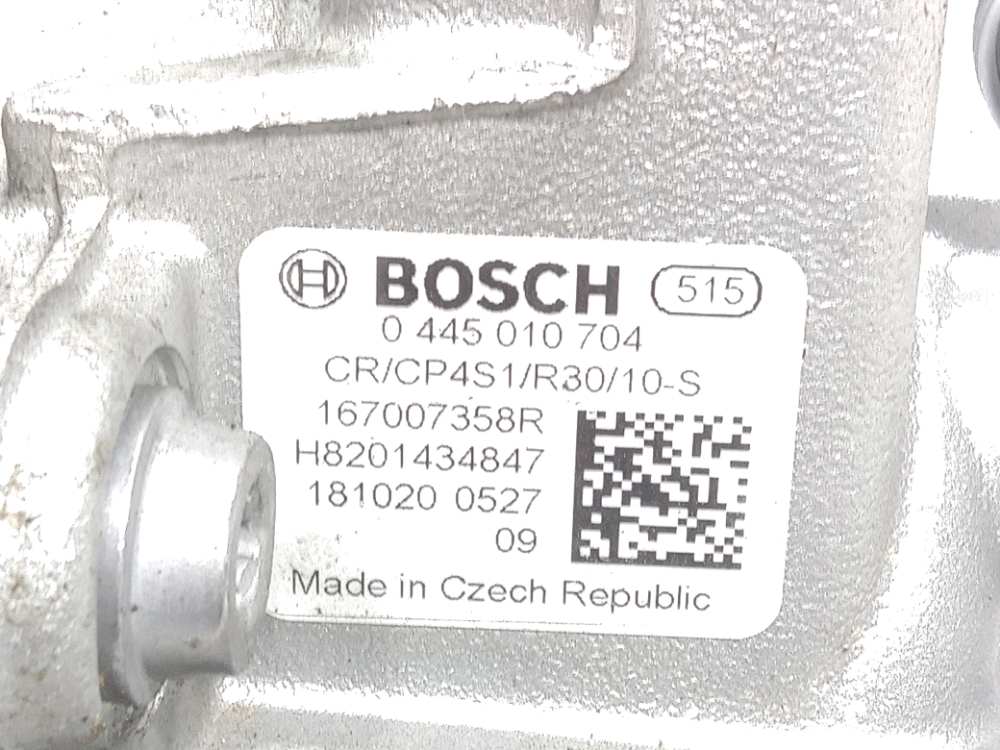 BOSCH 515
0 445 010 704
CR/CP4S1/R30/10-S
167007358R
H8201434847
181020 0527
09
Made in Czech Republic